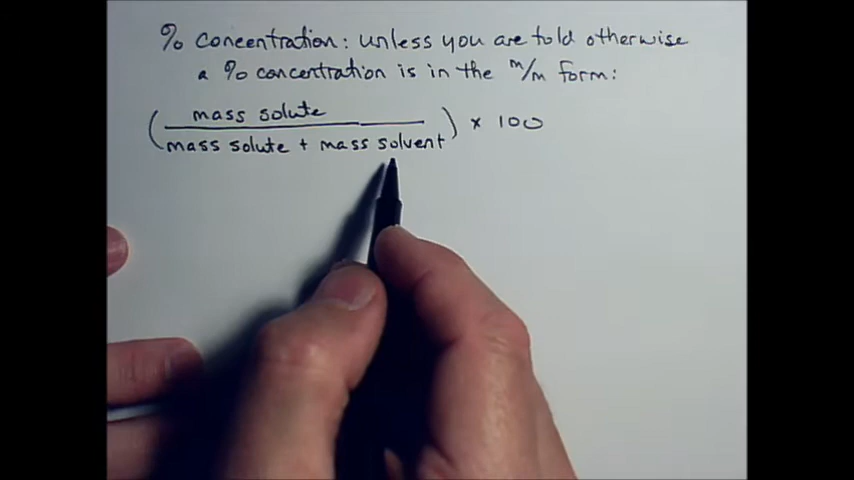 % concentration: unless you are told otherwise
a % concentration is in the m/m form:
( mass solute
mass solute + mass solvent ) × 100